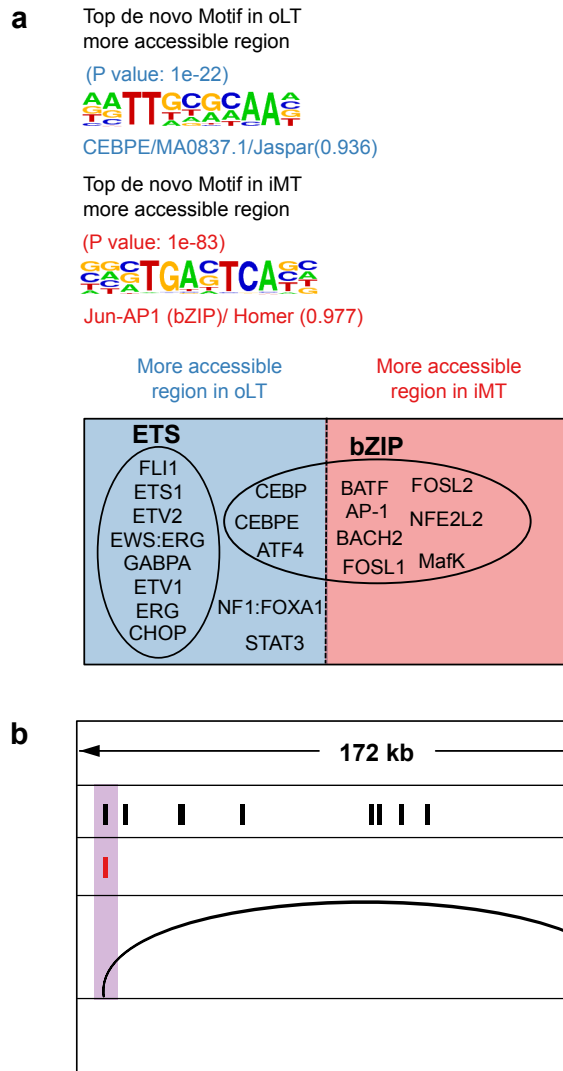 a
Top de novo Motif in oLT
more accessible region
(P value: 1e-22)
CEBPE/MA0837.1/Jaspar(0.936)
Top de novo Motif in iMT
more accessible region
(P value: 1e-83)
TGA TCA
Jun-AP1 (bZIP)/ Homer (0.977)
More accessible
region in oLT
More accessible
region in iMT
ETS
FLI1
ETS1
ETV2
EWS:ERG
GABPA
ETV1
ERG
CHOP
CEBP
CEBPE
ATF4
NF1:FOXA1
STAT3
bZIP
BATF
AP-1
BACH2
FOSL1
FOSL2
NFE2L2
MafK
b
172 kb